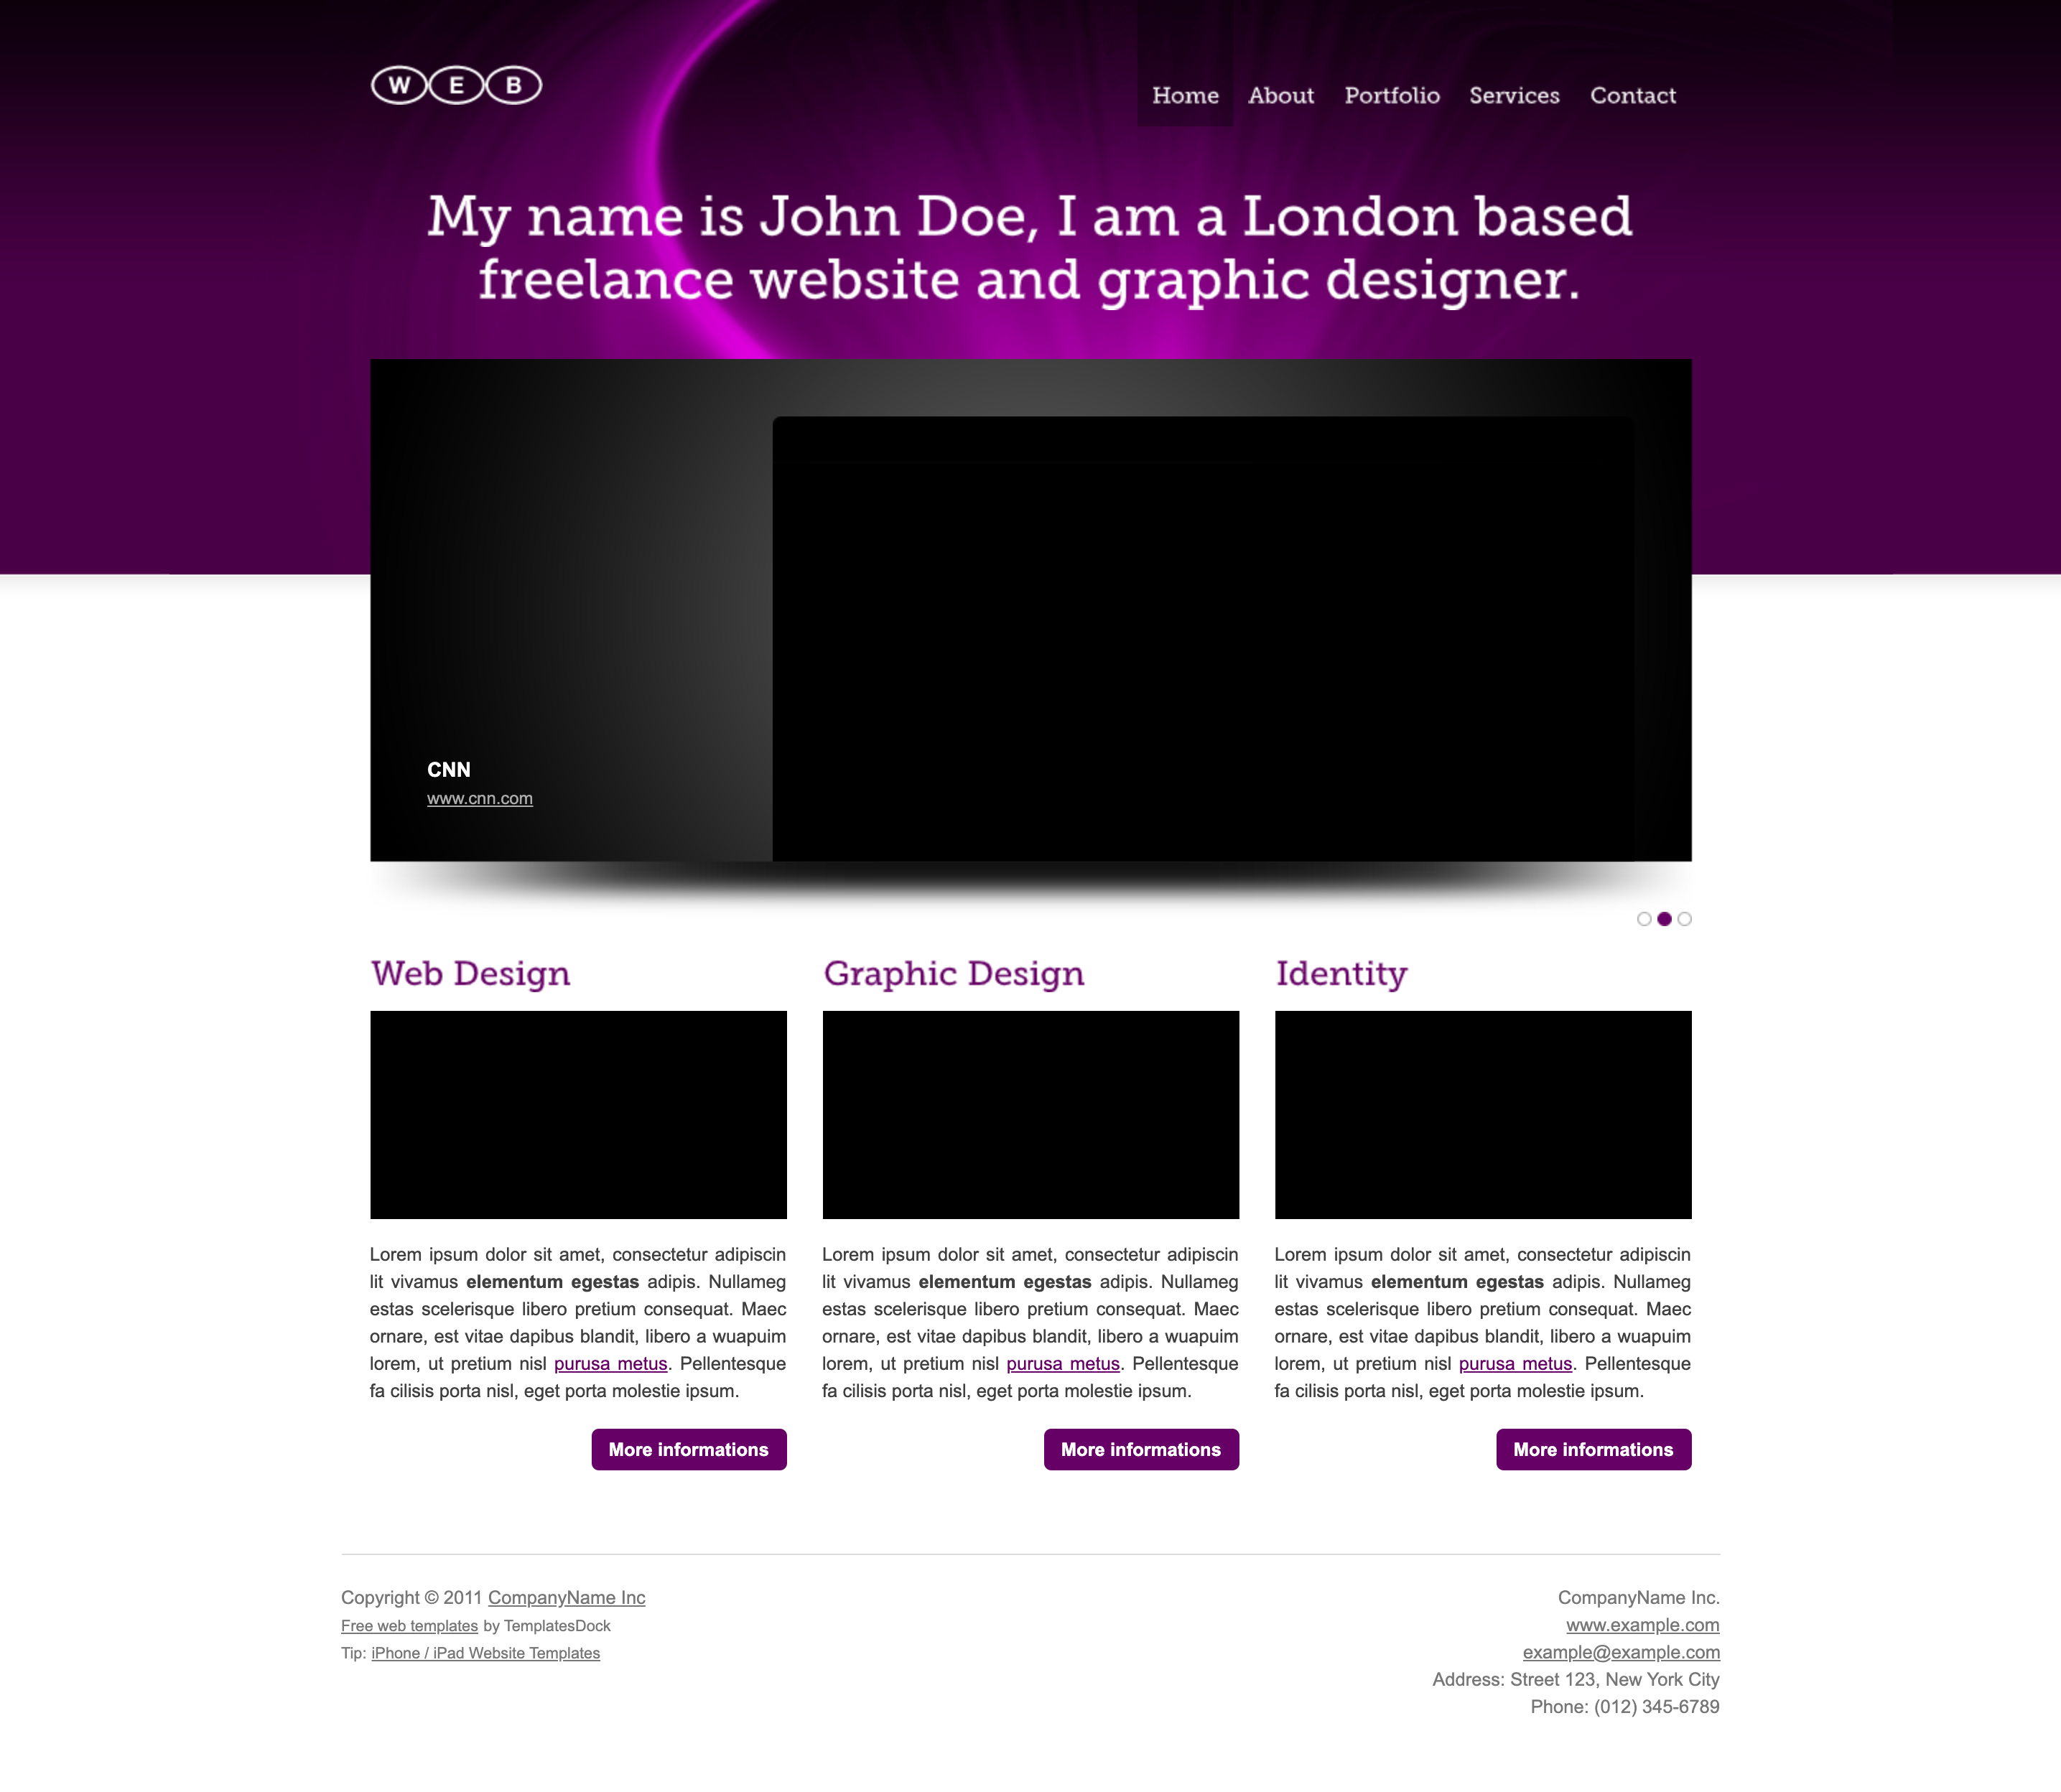 WEB
Home About Portfolio Services Contact
My name is John Doe, I am a London based
freelance website and graphic designer.
CNN
www.cnn.com
Web Design
Lorem ipsum dolor sit amet, consectetur adipiscin
lit vivamus elementum egestas adipis. Nullameg
estas scelerisque libero pretium consequat. Maec
ornare, est vitae dapibus blandit, libero a wuapuim
lorem, ut pretium nisl purusa metus. Pellentesque
fa cilisis porta nisl, eget porta molestie ipsum.
More informations
Graphic Design
Lorem ipsum dolor sit amet, consectetur adipiscin
lit vivamus elementum egestas adipis. Nullameg
estas scelerisque libero pretium consequat. Maec
ornare, est vitae dapibus blandit, libero a wuapuim
lorem, ut pretium nisl purusa metus. Pellentesque
fa cilisis porta nisl, eget porta molestie ipsum.
More informations
Identity
Lorem ipsum dolor sit amet, consectetur adipiscin
lit vivamus elementum egestas adipis. Nullameg
estas scelerisque libero pretium consequat. Maec
ornare, est vitae dapibus blandit, libero a wuapuim
lorem, ut pretium nisl purusa metus. Pellentesque
fa cilisis porta nisl, eget porta molestie ipsum.
More informations
Copyright © 2011 CompanyName Inc
Free web templates by TemplatesDock
Tip: iPhone / iPad Website Templates
CompanyName Inc.
www.example.com
example@example.com
Address: Street 123, New York City
Phone: (012) 345-6789